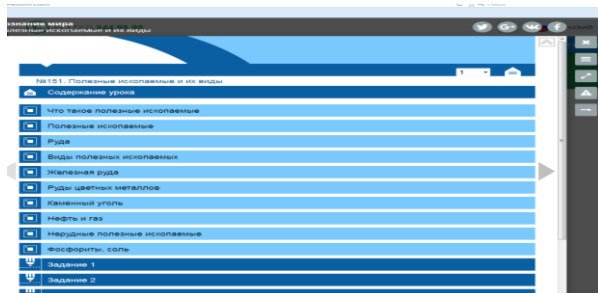 ознание мира
лезные ископаемые и их виды
1
№151. Полезные ископаемые и их виды
Содержание урока
Что такое полезные ископаемые
Полезные ископаемые
Руда
Виды полезных ископаемых
Железная руда
Руды цветных металлов
Каменный уголь
Нефть и газ
Нерудные полезные ископаемые
Фосфориты, соль
Задание 1
Задание 2